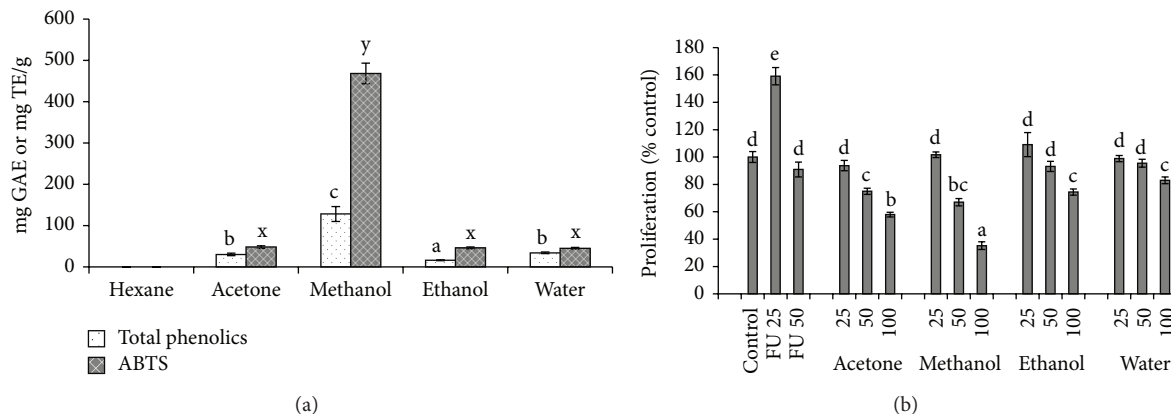 600
500
400
300
200
100
0
mg GAE or mg TE/g
b x
c y
a x
b x
Hexane Acetone Methanol Ethanol Water
Total phenolics
ABTS
(a)
180
160
140
120
100
80
60
40
20
0
Proliferation (% control)
d e d d c b d bc a d d c d d c
Control FU 25 FU 50 25 50 100 25 50 100 25 50 100 25 50 100
Acetone Methanol Ethanol Water
(b)